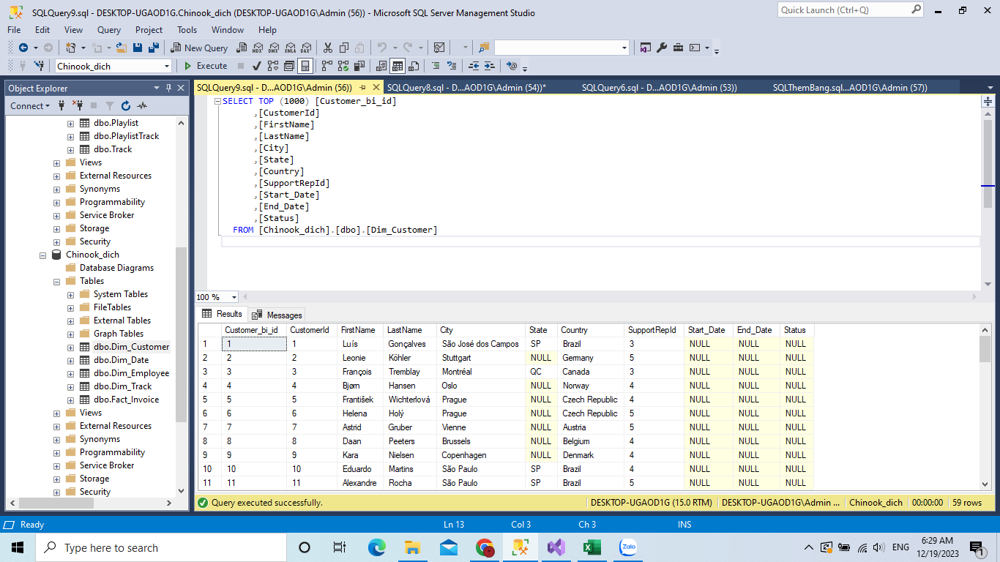 SQLQuery9.sql - DESKTOP-UGAOD1G.Chinook_dich (DESKTOP-UGAOD1G\Admin (56)) - Microsoft SQL Server Management Studio
Quick Launch (Ctrl+Q)
File Edit View Query Project Tools Window Help
New Query MDX DMX XMLA DAX
Chinook_dich Execute
Object Explorer
Connect
dbo.Playlist
dbo.PlaylistTrack
dbo.Track
Views
External Resources
Synonyms
Programmability
Service Broker
Storage
Security
Chinook_dich
Database Diagrams
Tables
System Tables
FileTables
External Tables
Graph Tables
dbo.Dim_Customer
dbo.Dim_Date
dbo.Dim_Employee
dbo.Dim_Track
dbo.Fact_Invoice
Views
External Resources
Synonyms
Programmability
Service Broker
Storage
Security
SQLQuery9.sql - D...AOD1G\Admin (56)) SQLQuery8.sql - D...AOD1G\Admin (54))* SQLQuery6.sql - D...AOD1G\Admin (53)) SQLThemBang.sql...AOD1G\Admin (57))
SELECT TOP (1000) [Customer_bi_id]
,[CustomerId]
,[FirstName]
,[LastName]
,[City]
,[State]
,[Country]
,[SupportRepId]
,[Start_Date]
,[End_Date]
,[Status]
FROM [Chinook_dich].[dbo].[Dim_Customer]
100 %
Results Messages
Customer_bi_id CustomerId FirstName LastName City State Country SupportRepId Start_Date End_Date Status
1 1 1 Luís Gonçalves São José dos Campos SP Brazil 3 NULL NULL NULL
2 2 2 Leonie Köhler Stuttgart NULL Germany 5 NULL NULL NULL
3 3 3 François Tremblay Montréal QC Canada 3 NULL NULL NULL
4 4 4 Bjørn Hansen Oslo NULL Norway 4 NULL NULL NULL
5 5 5 František Wichterlová Prague NULL Czech Republic 4 NULL NULL NULL
6 6 6 Helena Holý Prague NULL Czech Republic 5 NULL NULL NULL
7 7 7 Astrid Gruber Vienne NULL Austria 5 NULL NULL NULL
8 8 8 Daan Peeters Brussels NULL Belgium 4 NULL NULL NULL
9 9 9 Kara Nielsen Copenhagen NULL Denmark 4 NULL NULL NULL
10 10 10 Eduardo Martins São Paulo SP Brazil 4 NULL NULL NULL
11 11 11 Alexandre Rocha São Paulo SP Brazil 5 NULL NULL NULL
Query executed successfully. DESKTOP-UGAOD1G (15.0 RTM) DESKTOP-UGAOD1G\Admin ... Chinook_dich 00:00:00 59 rows
Ready Ln 13 Col 3 Ch 3 INS
Type here to search
Zalo
ENG
6:29 AM
12/19/2023
1